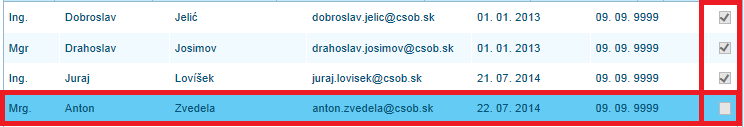 Ing. Dobroslav Jelić dobroslav.jelic@csob.sk 01. 01. 2013 09. 09. 9999
Mgr Drahoslav Josimov drahoslav.josimov@csob.sk 01. 01. 2013 09. 09. 9999
Ing. Juraj Lovíšek juraj.lovisek@csob.sk 21. 07. 2014 09. 09. 9999
Mrg. Anton Zvedela anton.zvedela@csob.sk 22. 07. 2014 09. 09. 9999